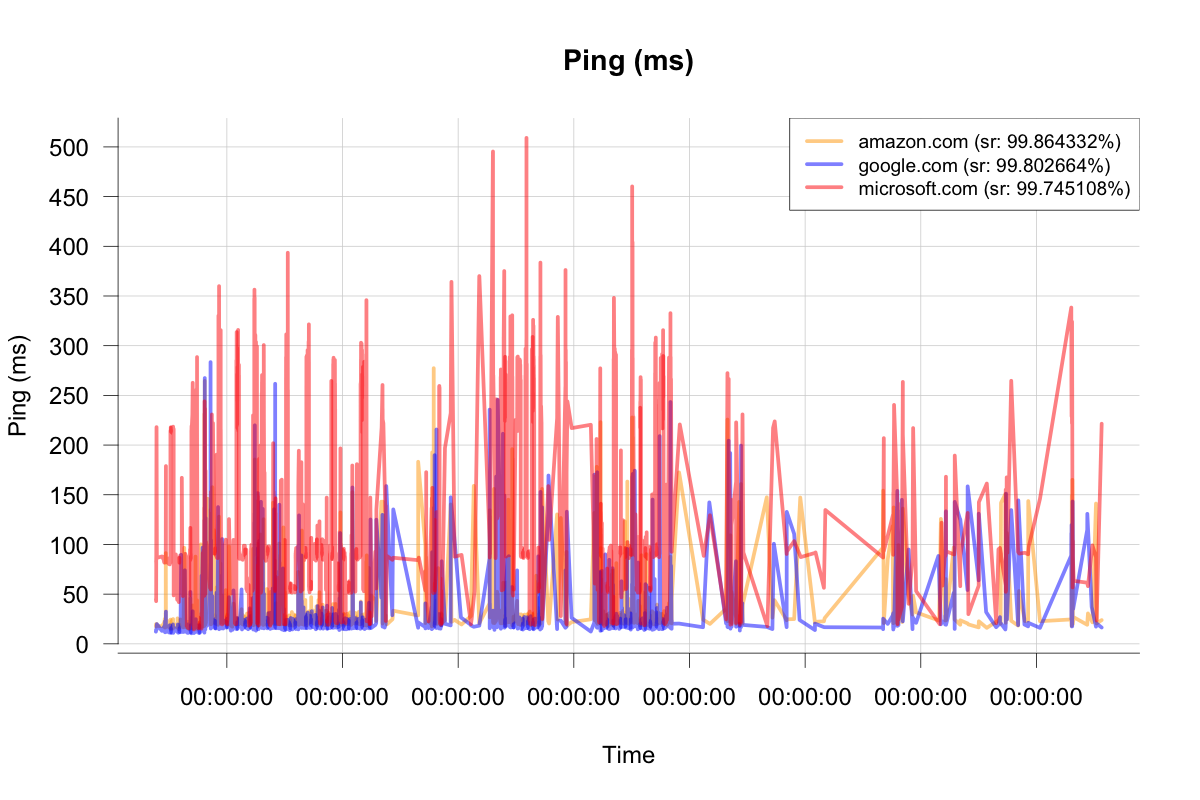 Ping (ms)
amazon.com (sr: 99.864332%)
google.com (sr: 99.802664%)
microsoft.com (sr: 99.745108%)
500
450
400
350
300
250
200
150
100
50
0
Ping (ms)
00:00:00 00:00:00 00:00:00 00:00:00 00:00:00 00:00:00 00:00:00 00:00:00
Time